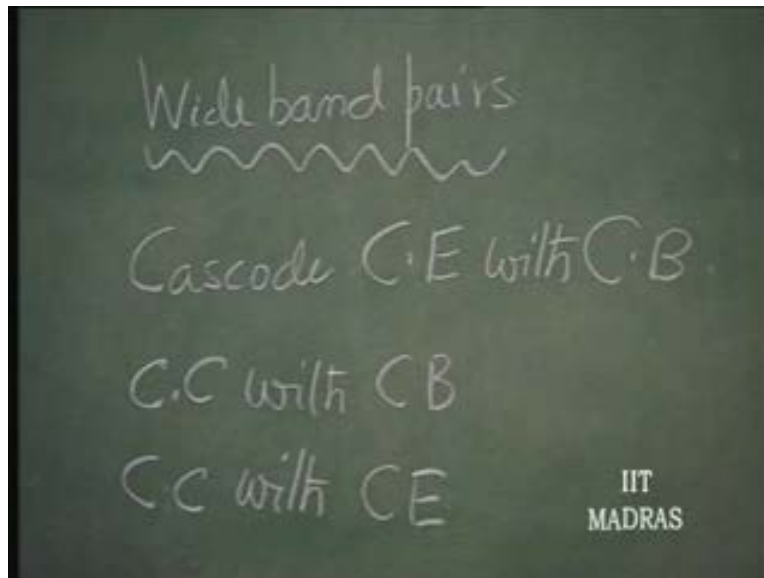 Wide band pairs
Cascode C.E with C.B.
C.C with CB
CC with CE
IIT
MADRAS